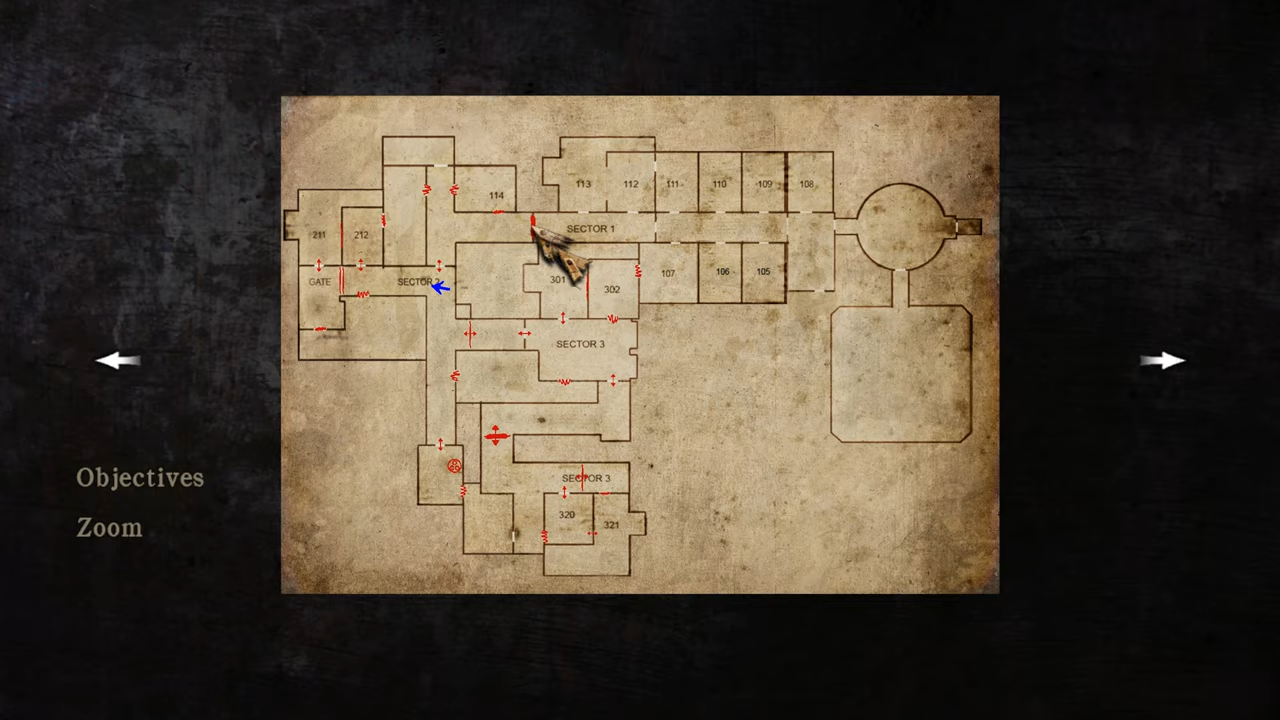 113
112
111
110
109
108
114
SECTOR 1
211
212
GATE
SECTOR
301
302
107
106
105
SECTOR 3
SECTOR 3
320
321
Objectives
Zoom